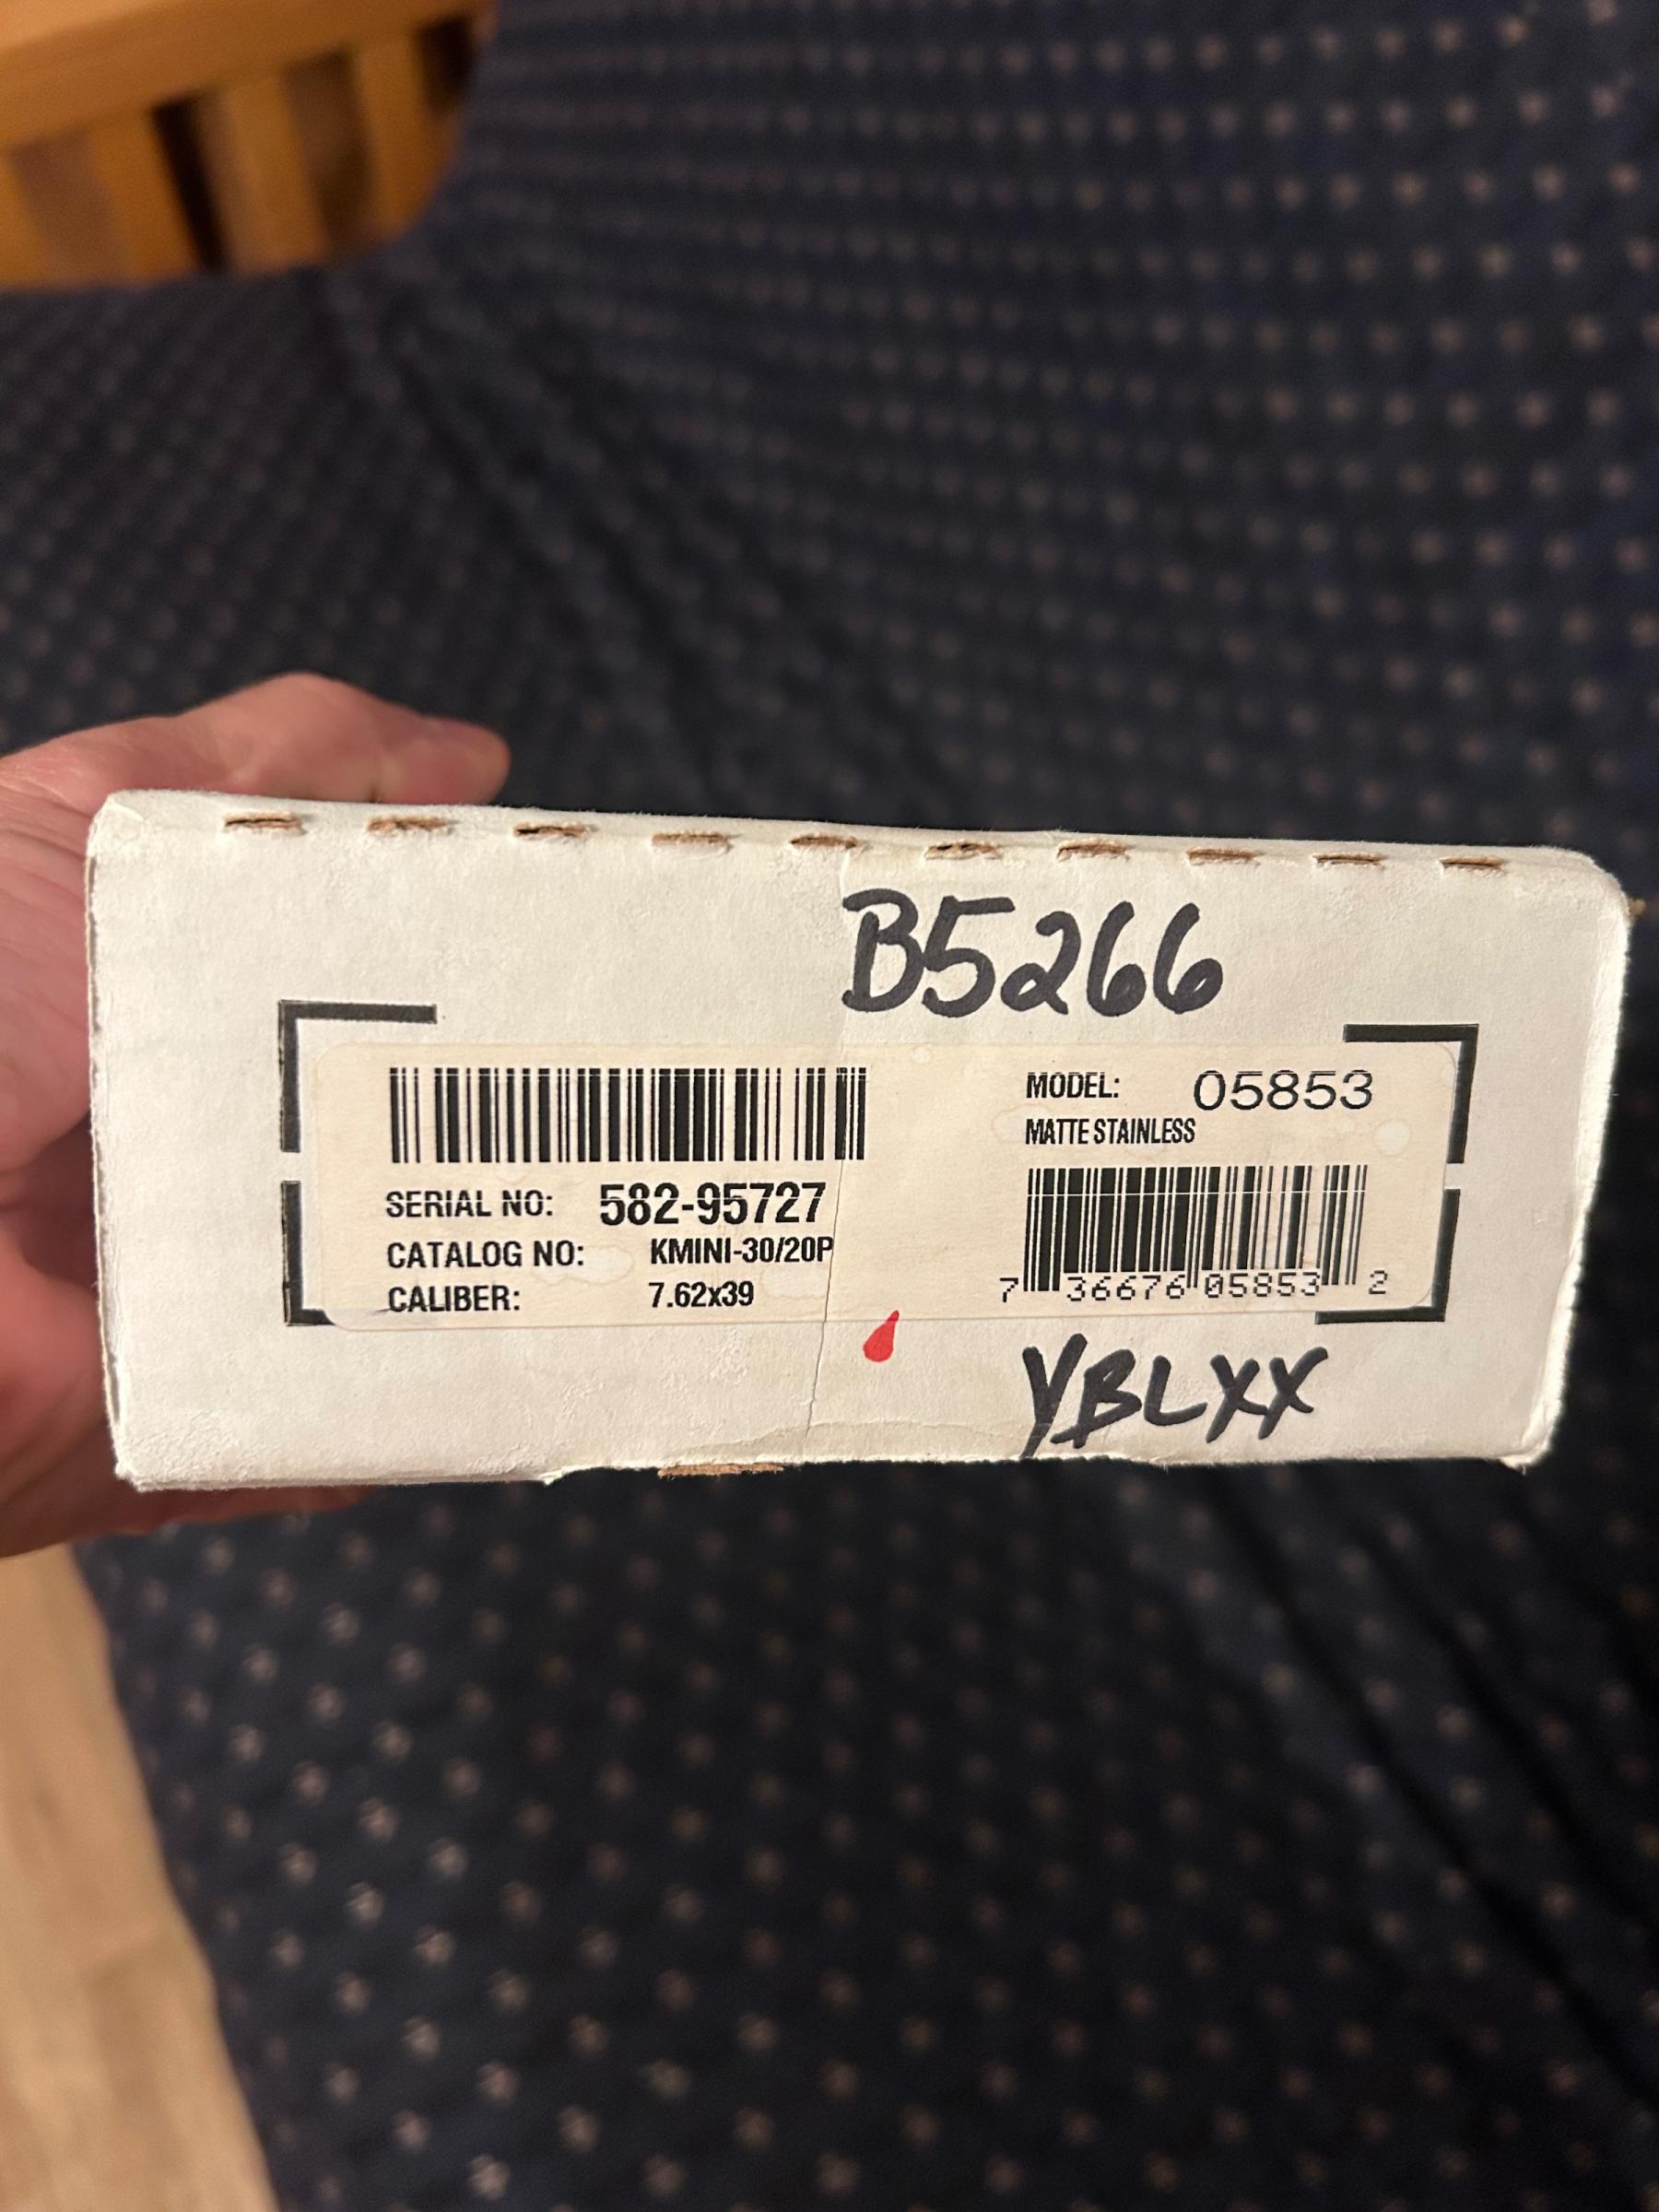 B5266
SERIAL NO: 582-95727
CATALOG NO: KMINI-30/20P
CALIBER: 7.62x39
MODEL: 05853
MATTE STAINLESS
7 36676 05853 2
YBLXX